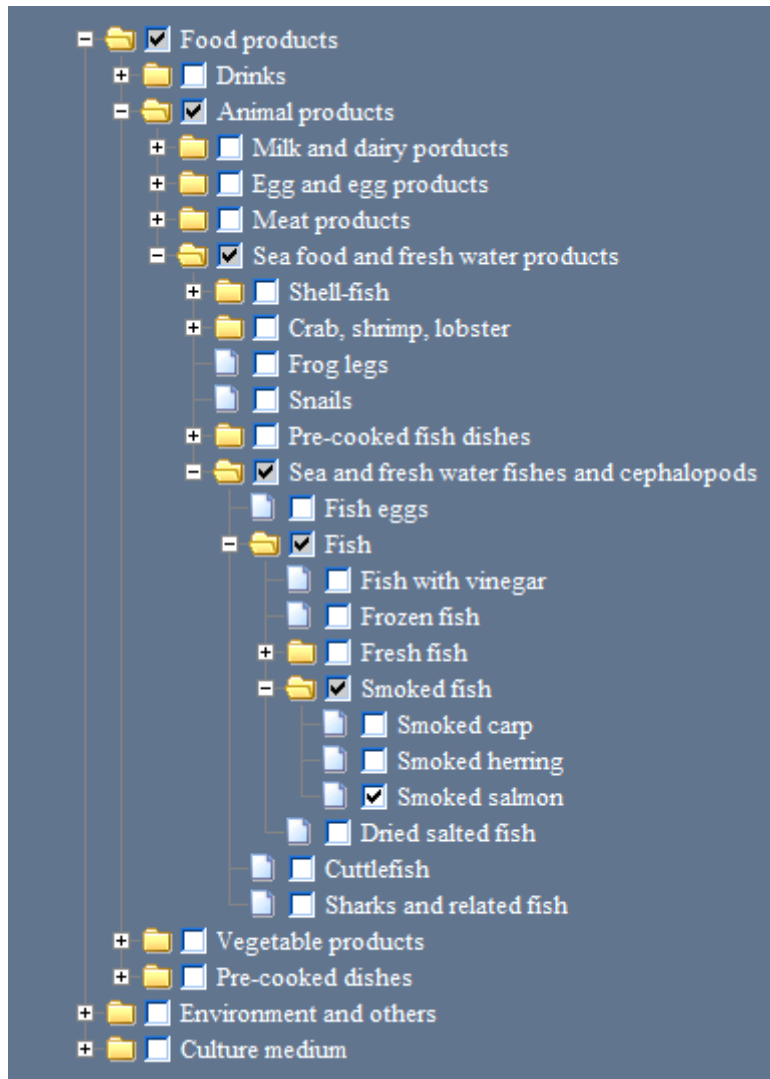 Food products
Drinks
Animal products
Milk and dairy porducts
Egg and egg products
Meat products
Sea food and fresh water products
Shell-fish
Crab, shrimp, lobster
Frog legs
Snails
Pre-cooked fish dishes
Sea and fresh water fishes and cephalopods
Fish eggs
Fish
Fish with vinegar
Frozen fish
Fresh fish
Smoked fish
Smoked carp
Smoked herring
Smoked salmon
Dried salted fish
Cuttlefish
Sharks and related fish
Vegetable products
Pre-cooked dishes
Environment and others
Culture medium